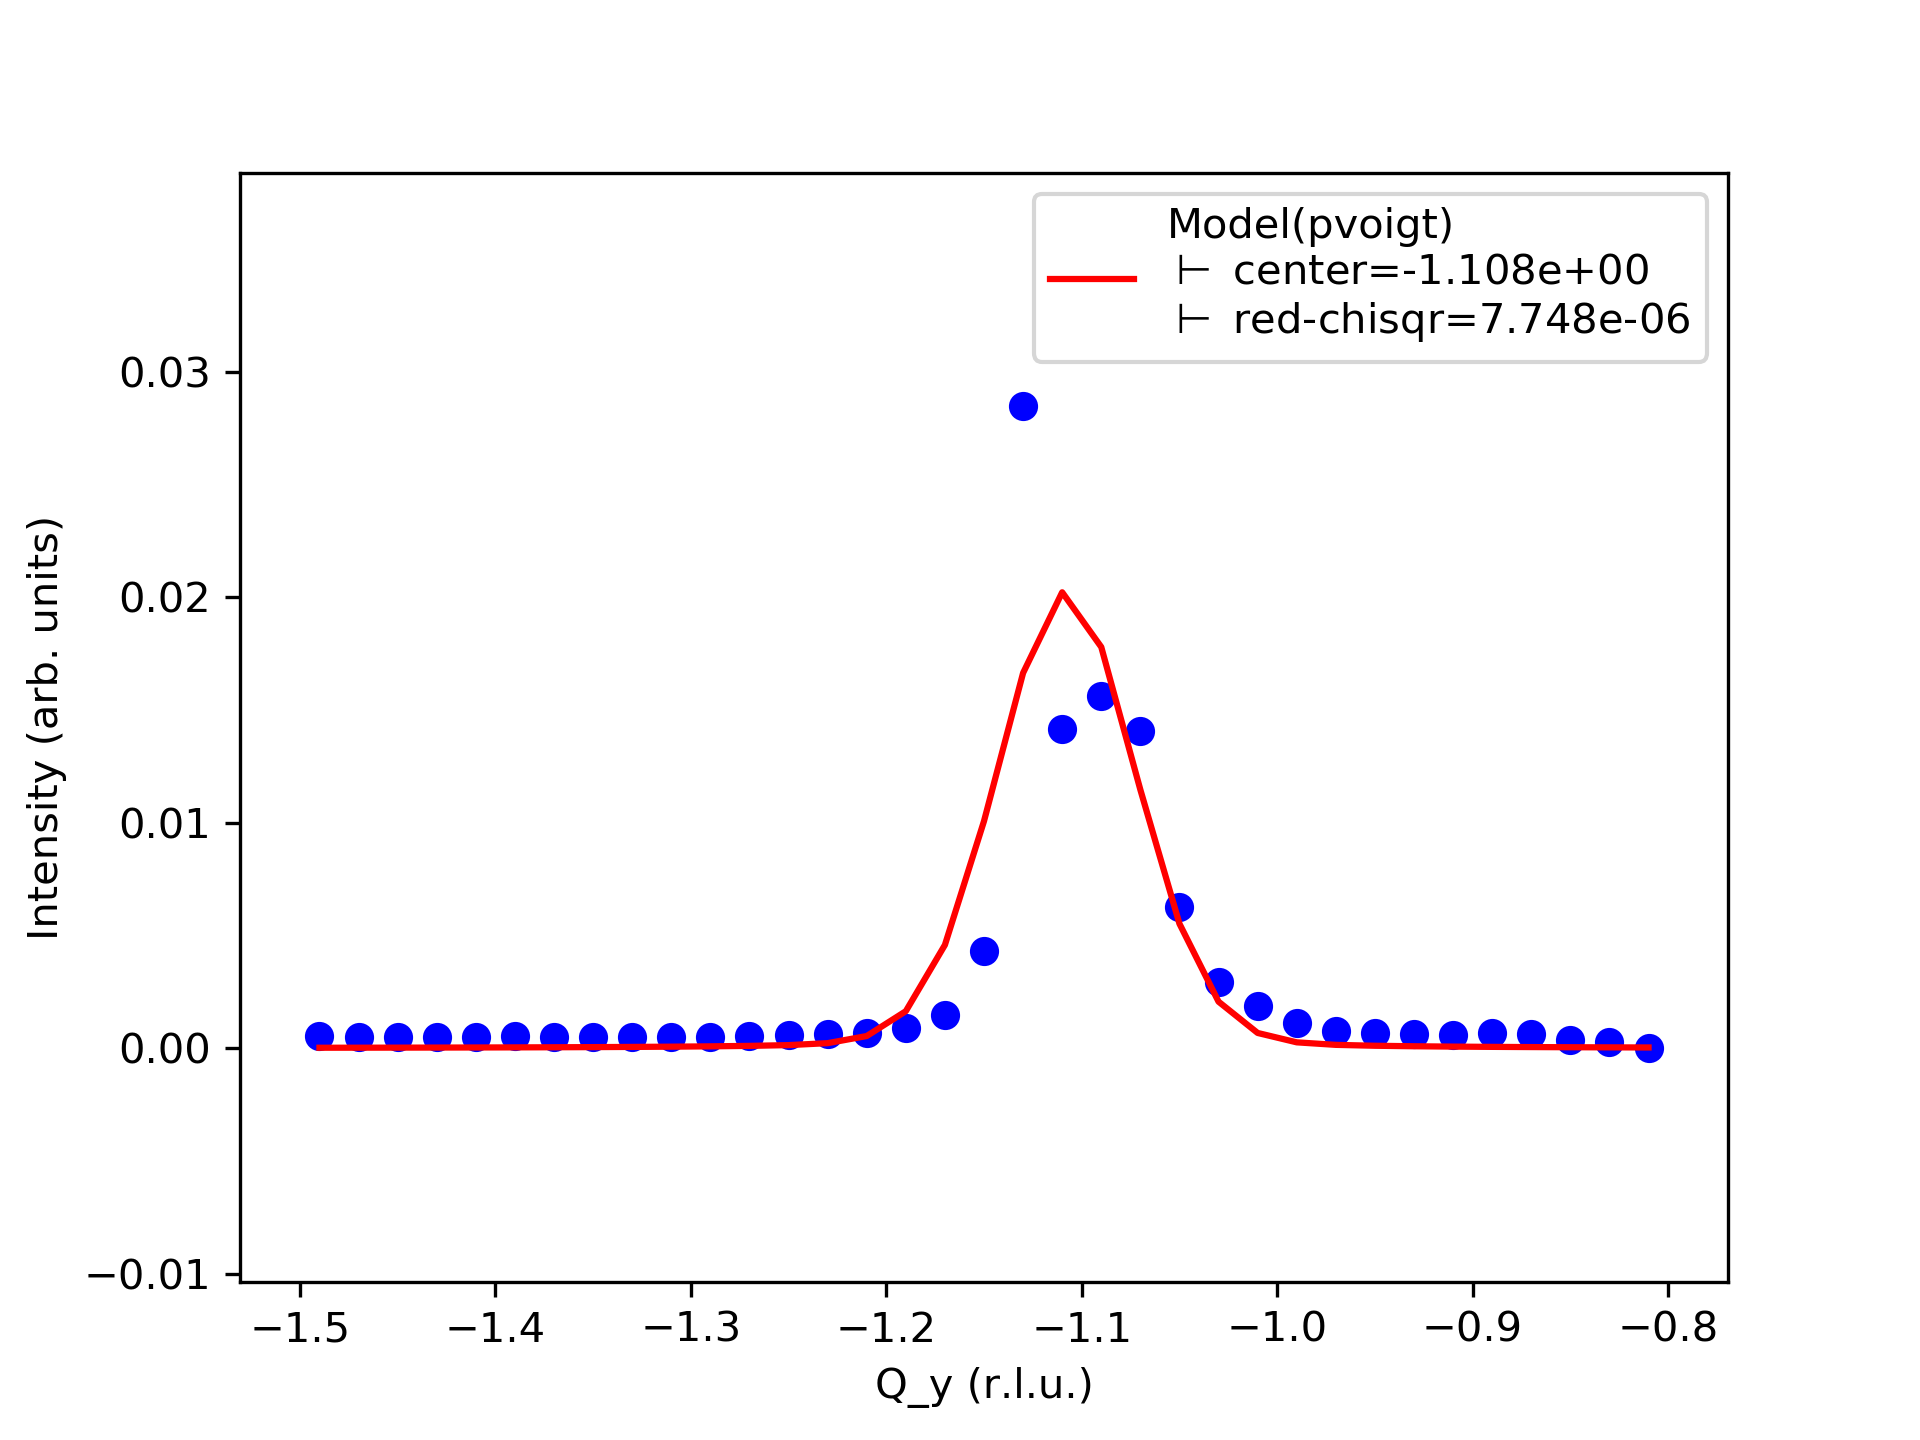 Model(pvoigt)
⊢ center=-1.108e+00
⊢ red-chisqr=7.748e-06
0.03
0.02
0.01
0.00
−0.01
Intensity (arb. units)
−1.5 −1.4 −1.3 −1.2 −1.1 −1.0 −0.9 −0.8
Q_y (r.l.u.)